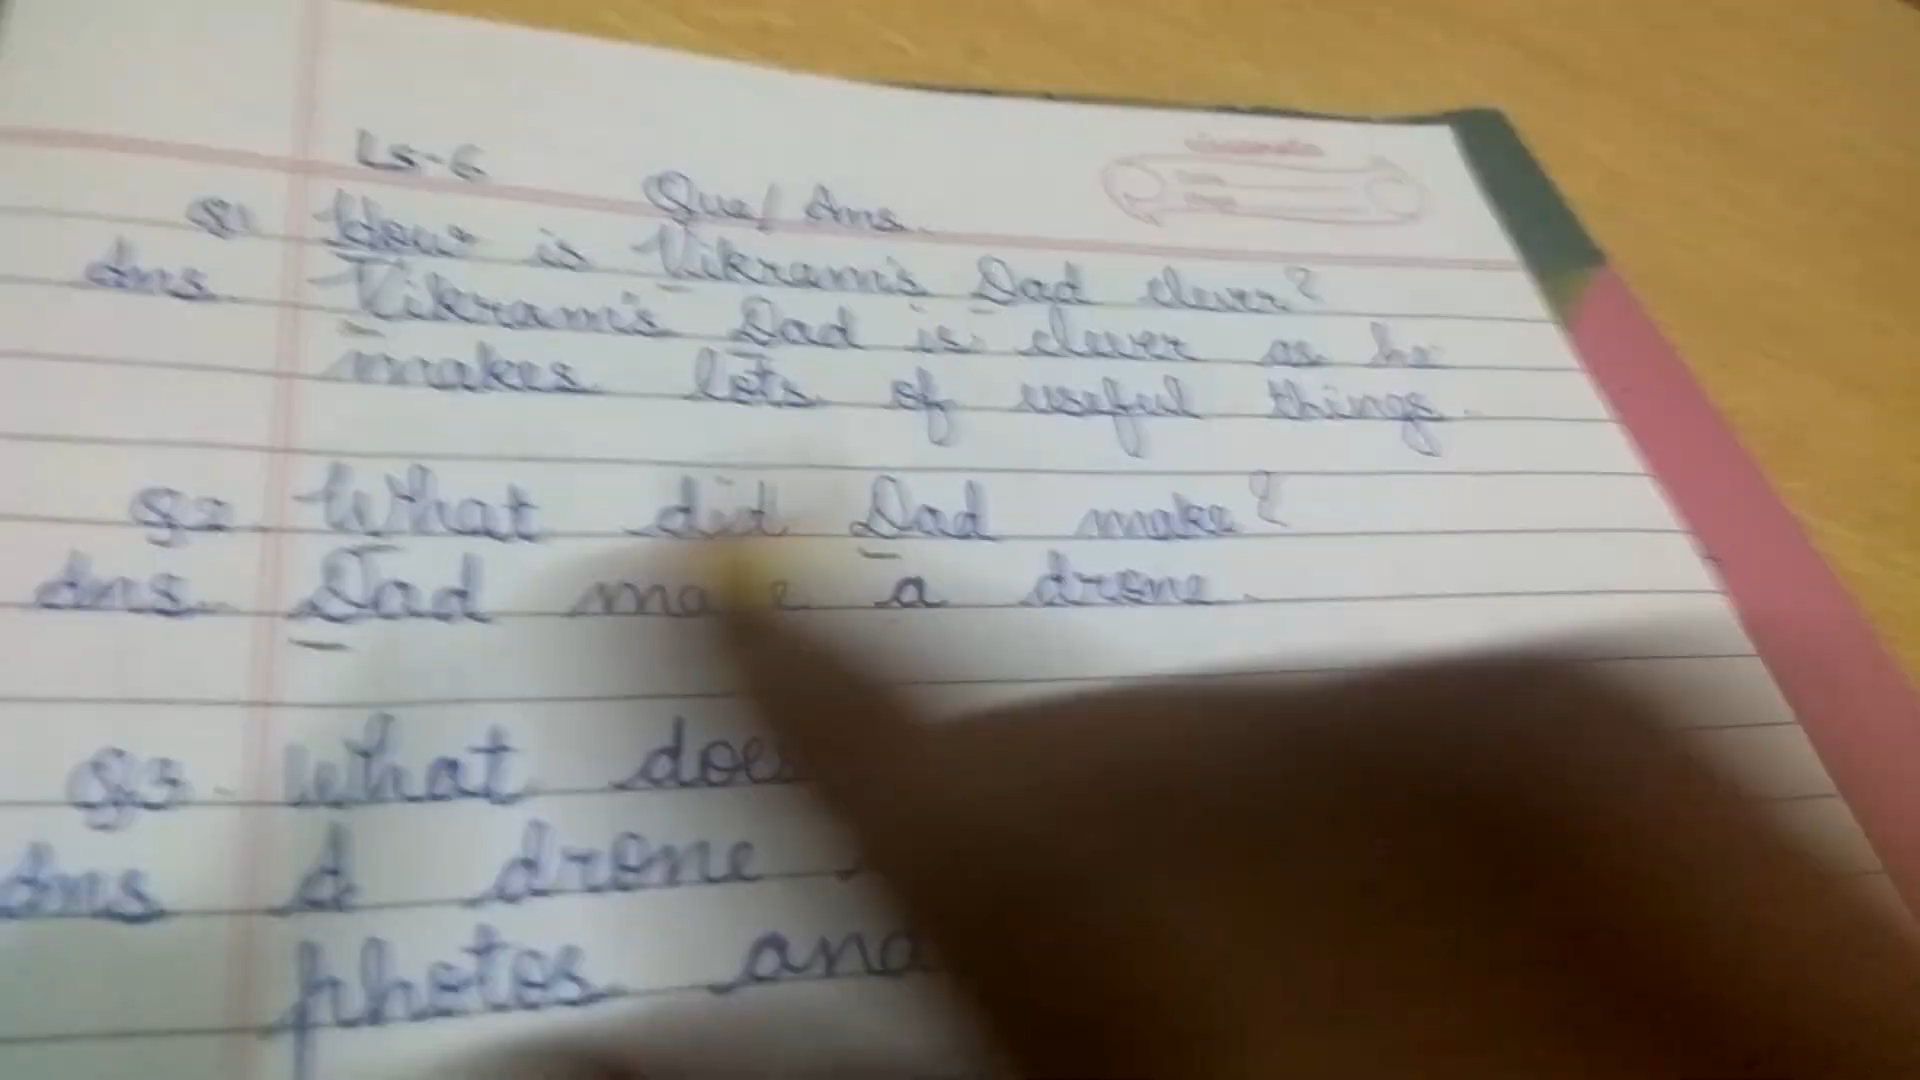 Ls-6
Que/Ans.
Q1 How is Vikram's Dad clever?
Ans. Vikram's Dad is clever as he
makes lots of useful things.
Q2 What did Dad make?
Ans. Dad a drone.
Q3. What
Ans A drone
photos and